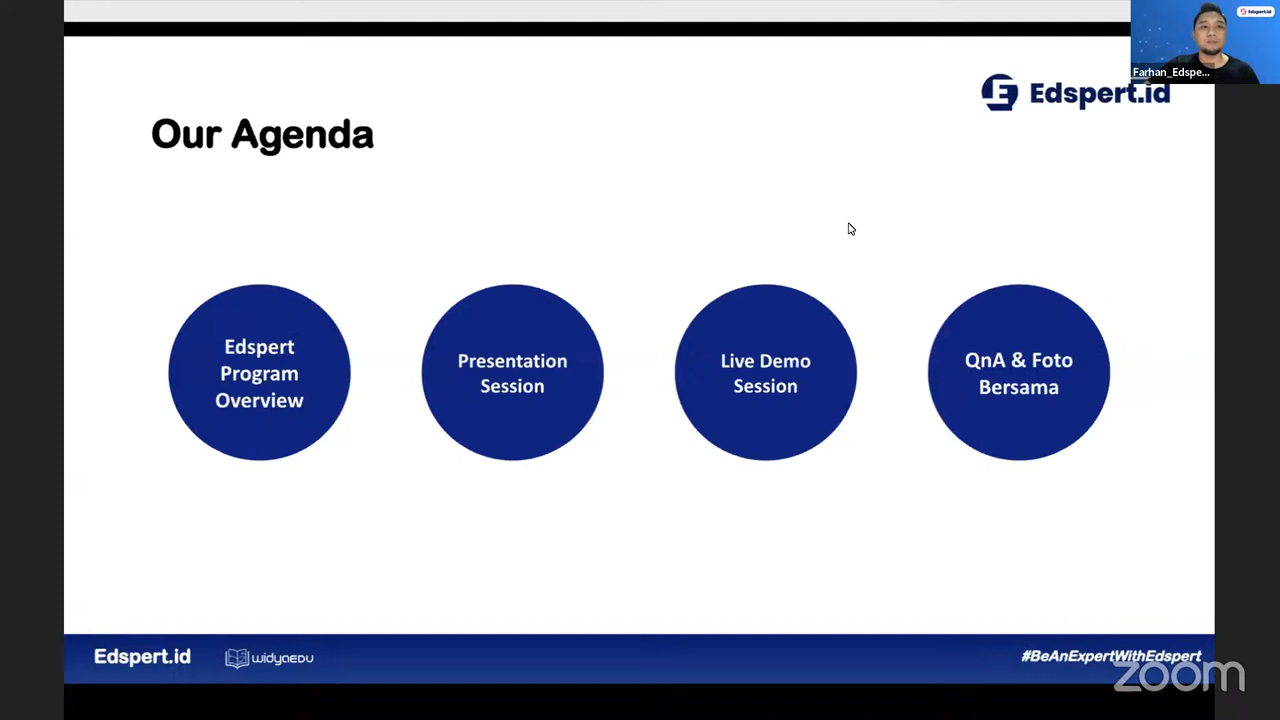 Edspert.id
Farhan_Edspe...
Edspert.id
Our Agenda
Edspert
Program
Overview
Presentation
Session
Live Demo
Session
QnA & Foto
Bersama
Edspert.id
WIDYAEDU
#BeAnExpertWithEdspert
zoom